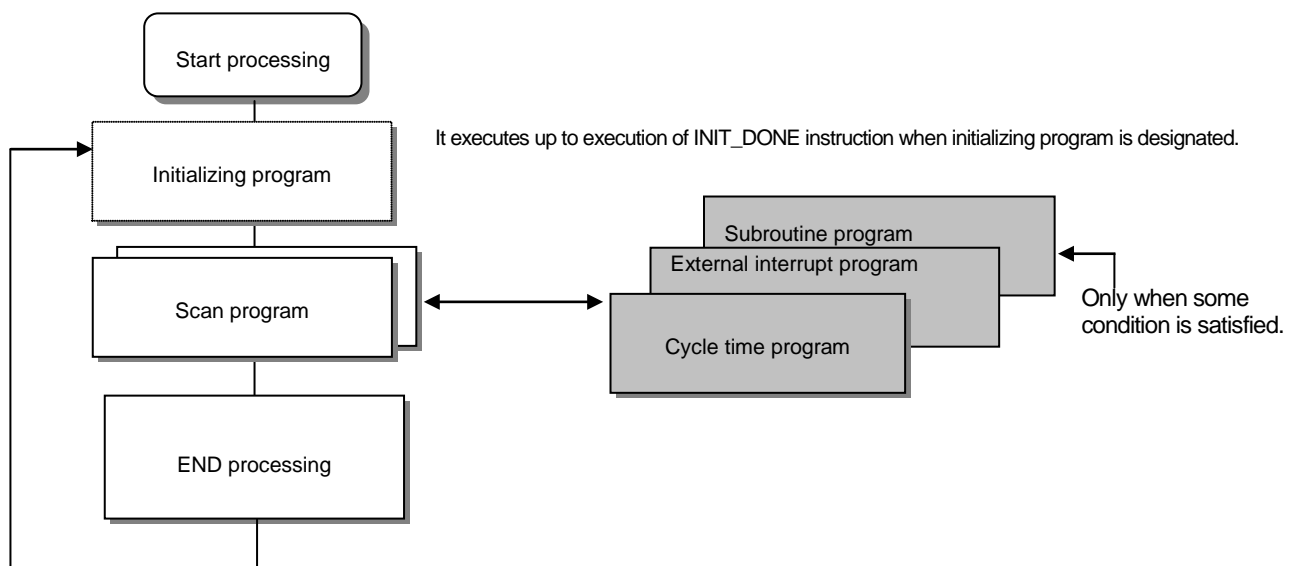 Start processing
It executes up to execution of INIT_DONE instruction when initializing program is designated.
Initializing program
Subroutine program
External interrupt program
Only when some
condition is satisfied.
Scan program
Cycle time program
END processing